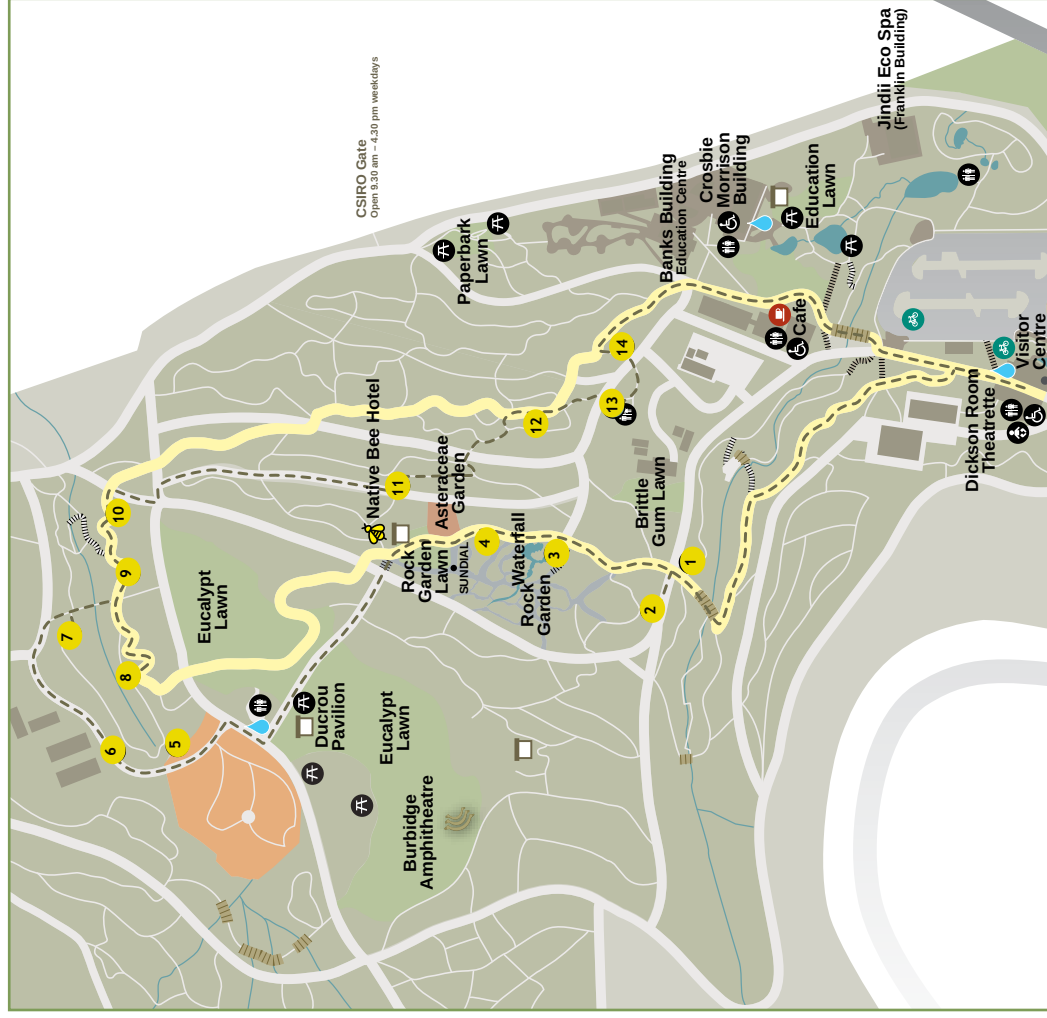 Jindii Eco Spa
(Franklin Building)
CSIRO Gate
Open 9.30 am – 4.30 pm weekdays
Crosbie
Morrison
Building
Education
Lawn
Banks Building
Education Centre
Paperbark
Lawn
Cafe
Visitor
Centre
Dickson Room
Theatrette
Native Bee Hotel
Asteraceae
Garden
Brittle
Gum Lawn
Rock
Garden
Lawn
SUNDIAL
Waterfall
Rock
Garden
Eucalypt
Lawn
Ducrou
Pavilion
Eucalypt
Lawn
Burbidge
Amphitheatre
1
2
3
4
5
6
7
8
9
10
11
12
13
14